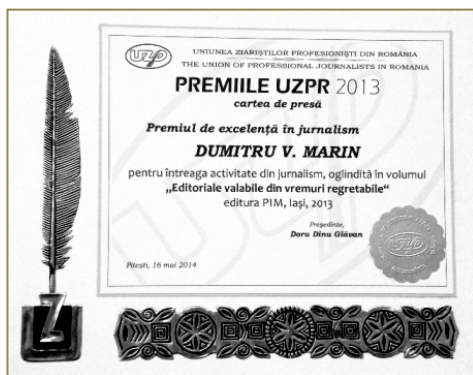 UZP
UNIUNEA ZIARIȘTILOR PROFESIONIȘTI DIN ROMÂNIA
THE UNION OF PROFESSIONAL JOURNALISTS IN ROMANIA
PREMIILE UZPR 2013
cartea de presă
Premiul de excelență în jurnalism
DUMITRU V. MARIN
pentru întreaga activitate din jurnalism, oglindită în volumul
„Editoriale valabile din vremuri regretabile“
editura PIM, Iași, 2013
Președinte,
Doru Dinu Glăvan
Pitești, 16 mai 2014
UZP
Z